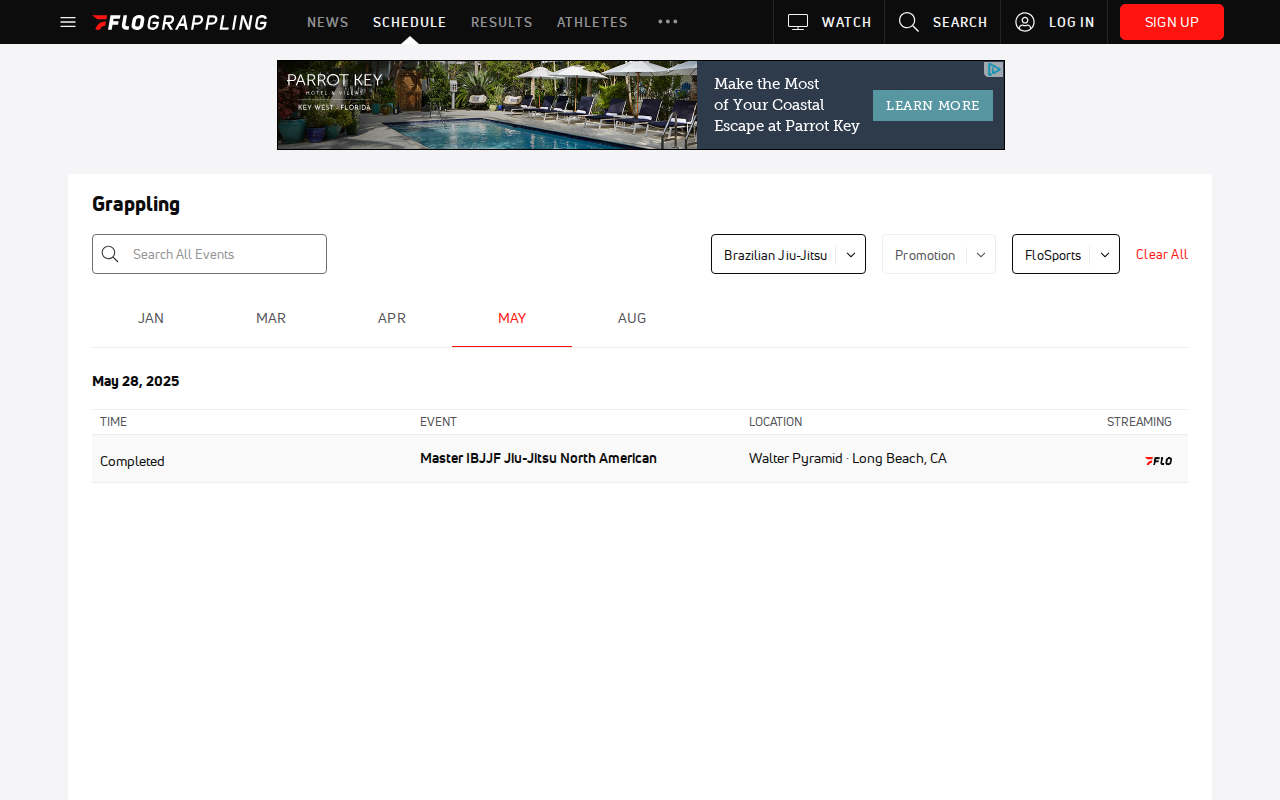 FLOGRAPPLING
NEWS
SCHEDULE
RESULTS
ATHLETES
WATCH
SEARCH
LOG IN
SIGN UP
PARROT KEY
HOTEL & VILLAS
KEY WEST · FLORIDA
Make the Most
of Your Coastal
Escape at Parrot Key
LEARN MORE
Grappling
Search All Events
Brazilian Jiu-Jitsu
Promotion
FloSports
Clear All
JAN
MAR
APR
MAY
AUG
May 28, 2025
TIME
EVENT
LOCATION
STREAMING
Completed
Master IBJJF Jiu-Jitsu North American
Walter Pyramid · Long Beach, CA
FLO